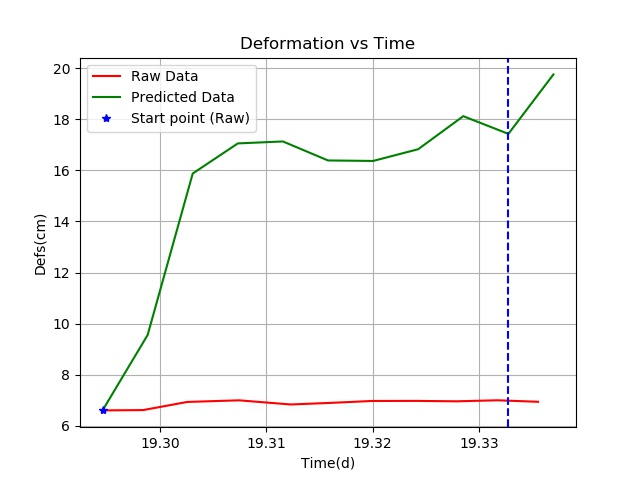 Deformation vs Time
Raw Data
Predicted Data
Start point (Raw)
20
18
16
14
12
10
8
6
Defs(cm)
19.30 19.31 19.32 19.33
Time(d)